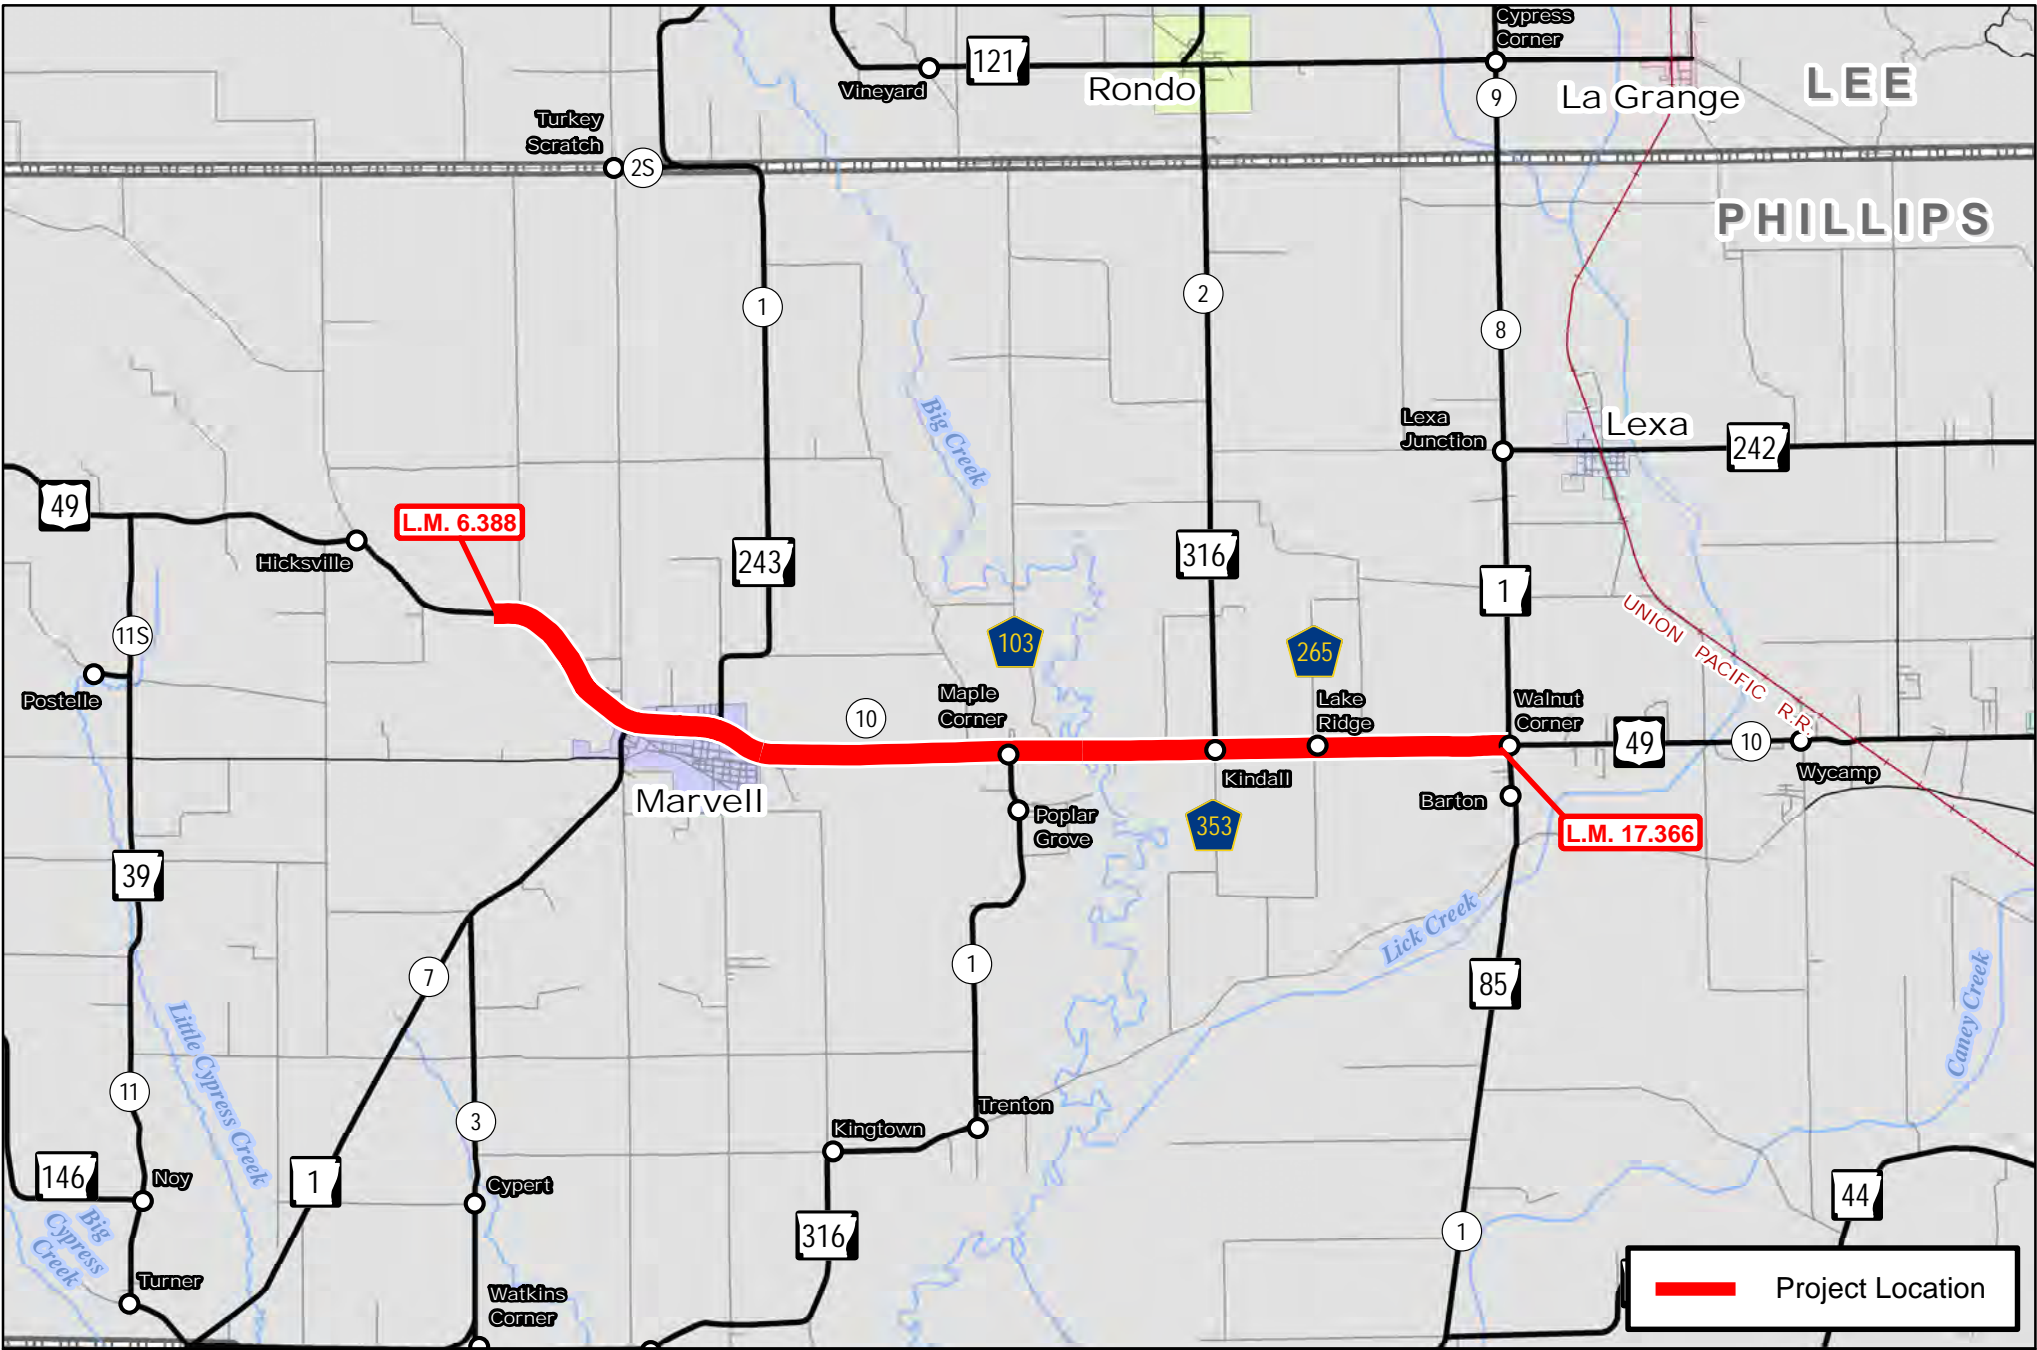 Cypress
Corner
121
Vineyard
Rondo
9
La Grange
LEE
Turkey
Scratch
2S
PHILLIPS
1
2
8
Big Creek
Lexa
Junction
Lexa
242
49
L.M. 6.388
Hicksville
243
316
1
UNION PACIFIC R.R.
11S
103
265
Postelle
Maple
Corner
10
Lake
Ridge
Walnut
Corner
49
10
Wycamp
Kindall
Marvell
Barton
Poplar
Grove
353
L.M. 17.366
39
Lick Creek
7
1
85
Caney Creek
Little Cypress Creek
11
3
Trenton
Kingtown
146
Noy
1
Cypert
44
Big
Cypress
Creek
316
1
Turner
Watkins
Corner
Project Location